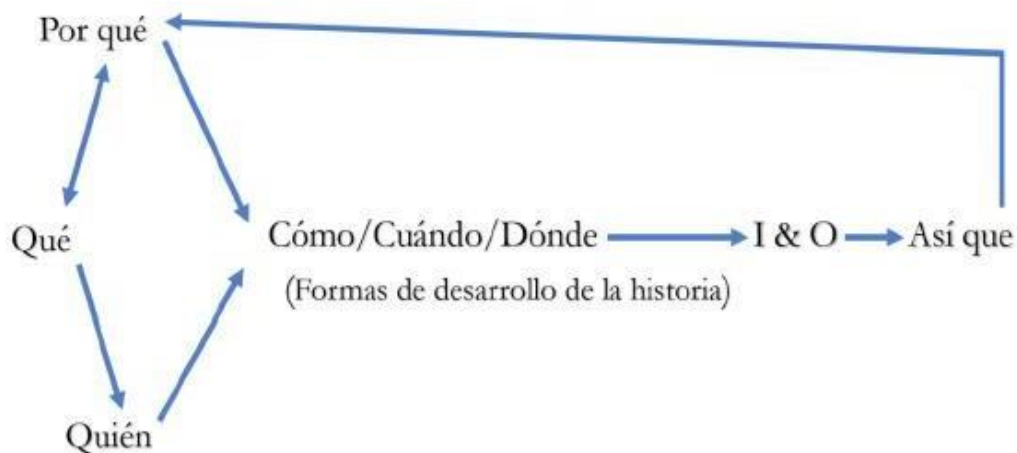 Por qué
Qué
Cómo/Cuándo/Dónde
I & O
Así que
(Formas de desarrollo de la historia)
Quién